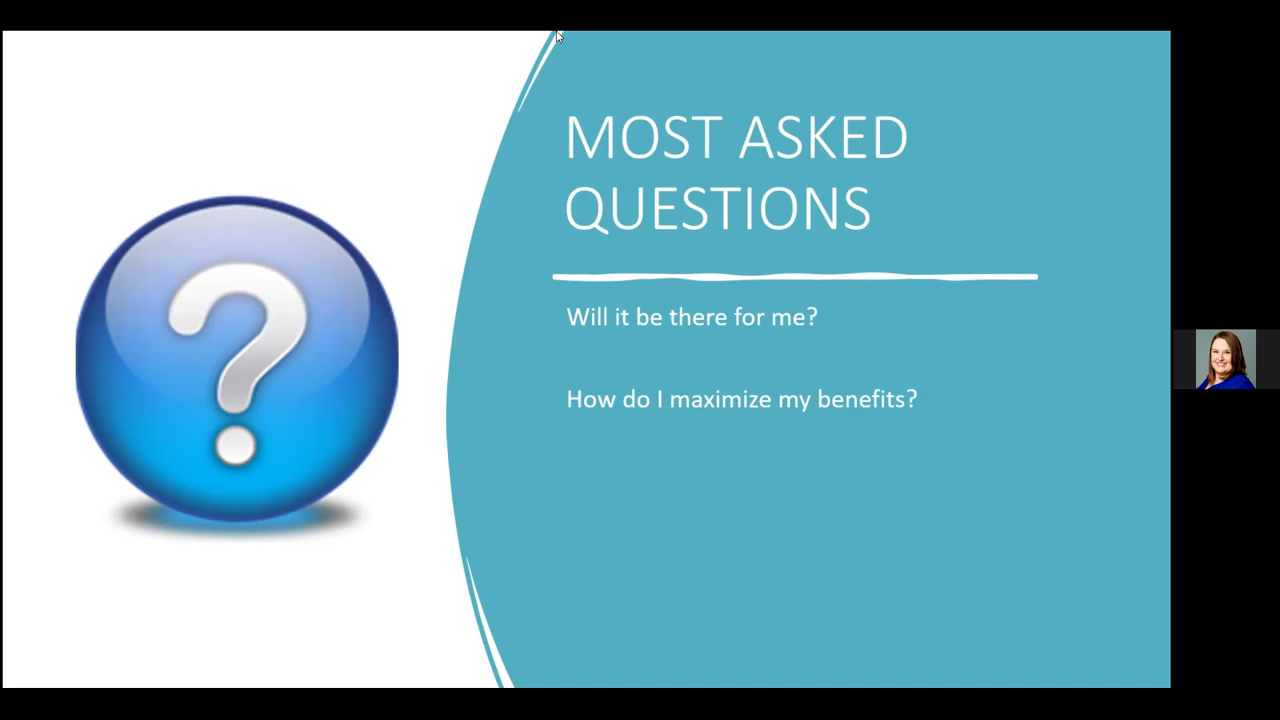 MOST ASKED
QUESTIONS
Will it be there for me?
How do I maximize my benefits?